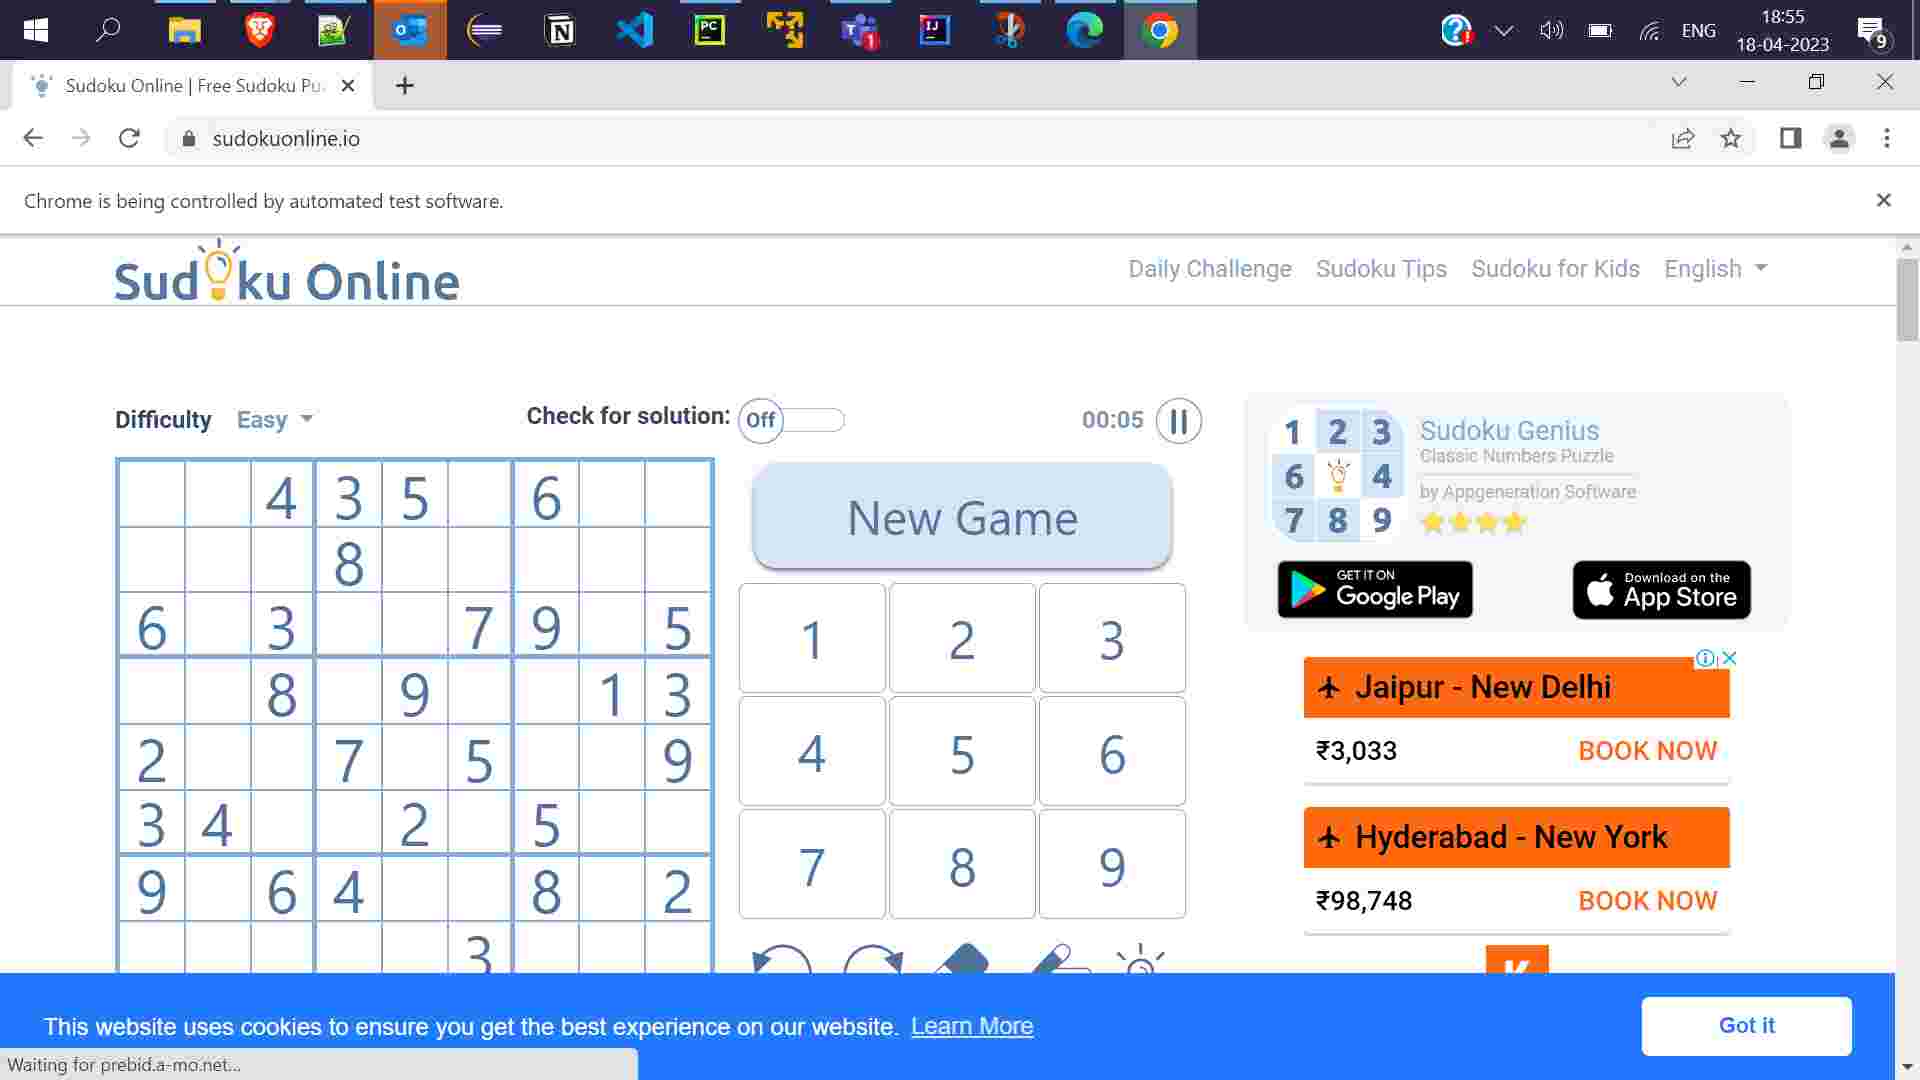 PC
1
IJ
ENG
18:55
18-04-2023
9
Sudoku Online | Free Sudoku Pu
sudokuonline.io
Chrome is being controlled by automated test software.
Sudoku Online
Daily Challenge Sudoku Tips Sudoku for Kids English
Difficulty Easy
Check for solution: Off
00:05
4 3 5 6
8
6 3 7 9 5
8 9 1 3
2 7 5 9
3 4 2 5
9 6 4 8 2
3
New Game
1 2 3
4 5 6
7 8 9
1 2 3
6 4
7 8 9
Sudoku Genius
Classic Numbers Puzzle
by Appgeneration Software
GET IT ON
Google Play
Download on the
App Store
Jaipur - New Delhi
₹3,033 BOOK NOW
Hyderabad - New York
₹98,748 BOOK NOW
This website uses cookies to ensure you get the best experience on our website. Learn More
Got it
Waiting for prebid.a-mo.net...